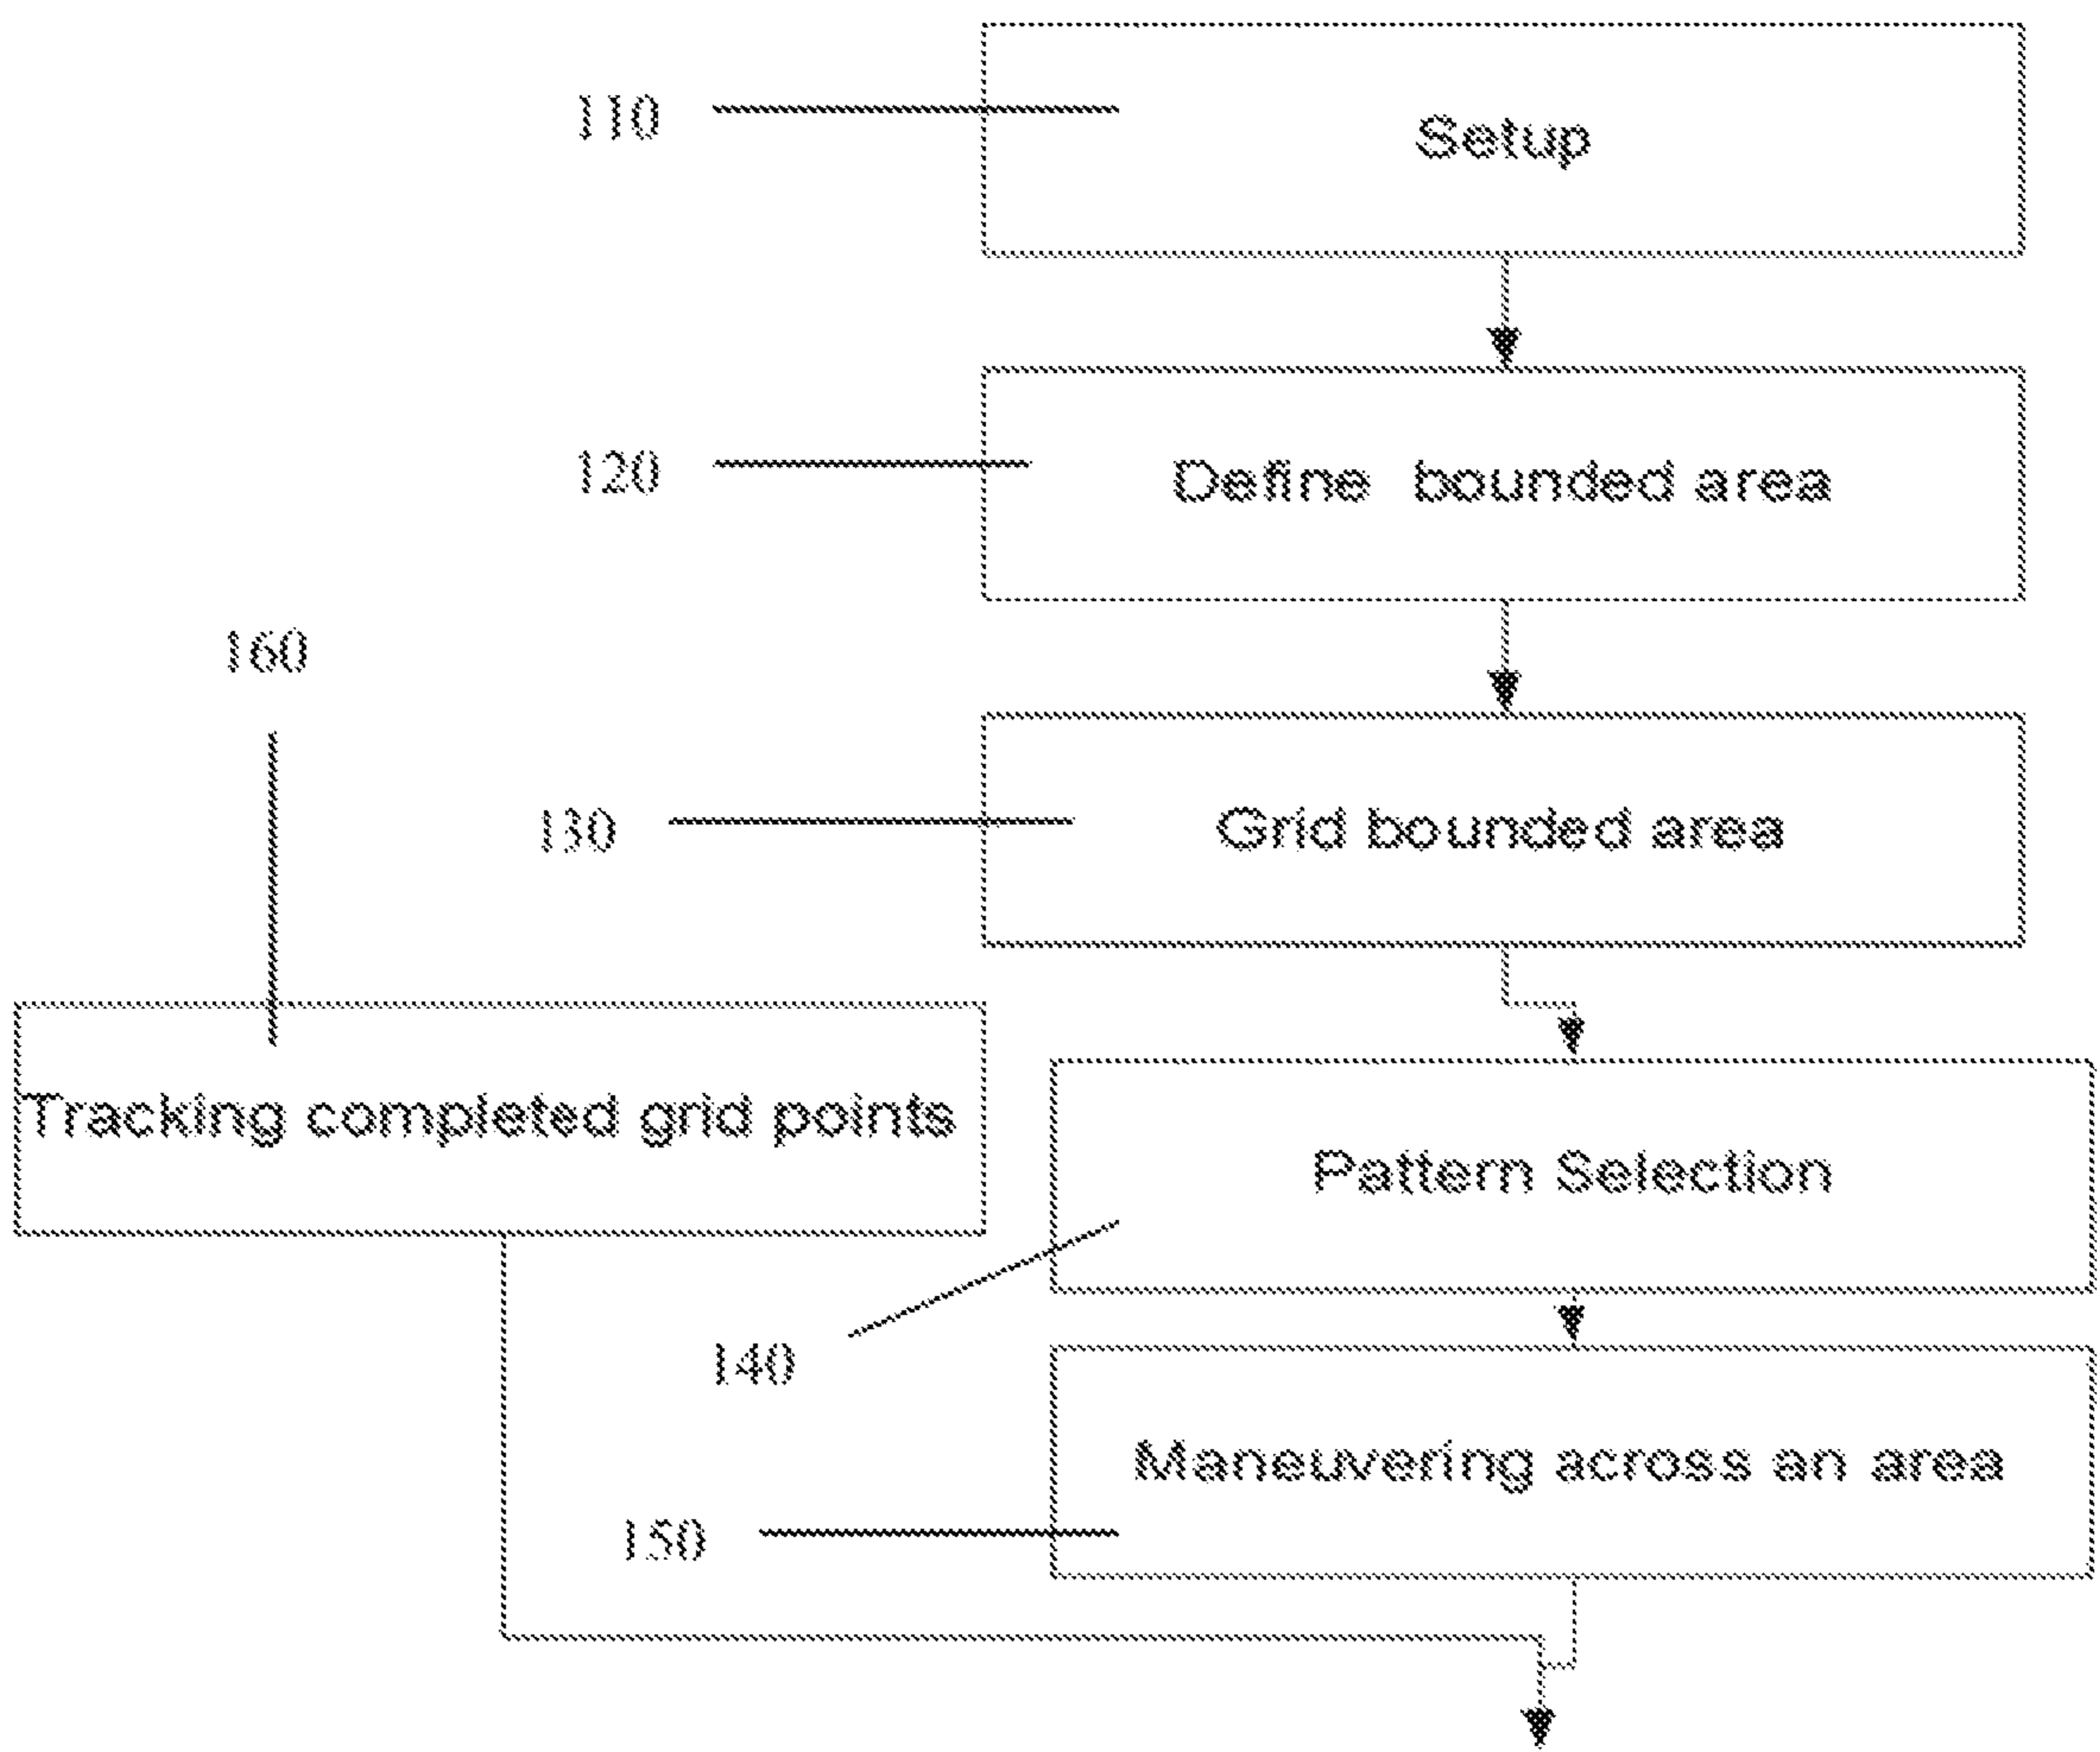 110
Setup
120
Define bounded area
160
130
Grid bounded area
Tracking completed grid points
Pattern Selection
140
Maneuvering across an area
150